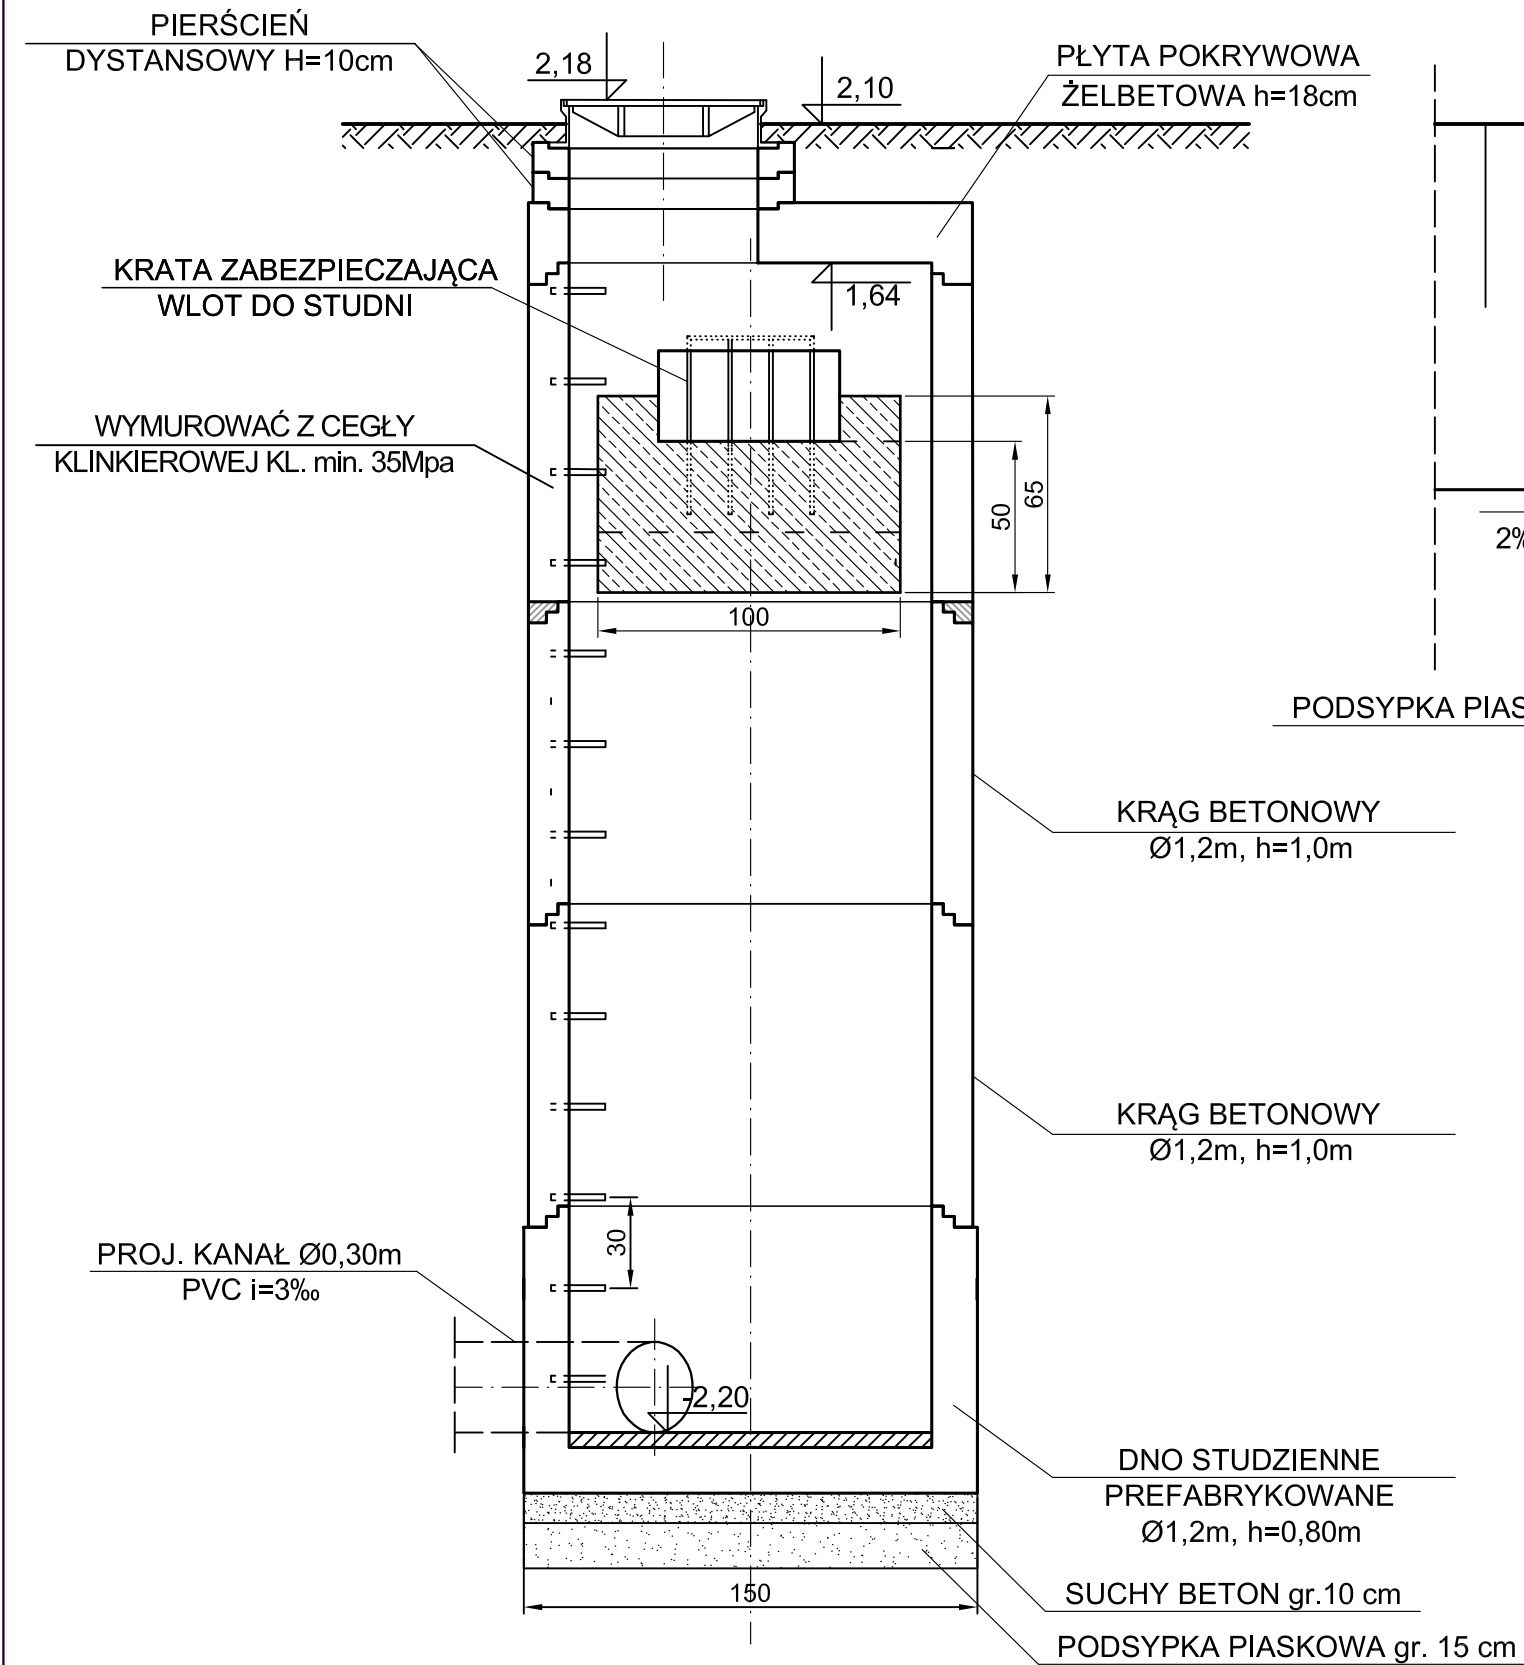 PIERŚCIEŃ
DYSTANSOWY H=10cm
2,18
2,10
PŁYTA POKRYWOWA
ŻELBETOWA h=18cm
KRATA ZABEZPIECZAJĄCA
WLOT DO STUDNI
1,64
WYMUROWAĆ Z CEGŁY
KLINKIEROWEJ KL. min. 35Mpa
50
65
2%
100
PODSYPKA PIAS
KRĄG BETONOWY
Ø1,2m, h=1,0m
KRĄG BETONOWY
Ø1,2m, h=1,0m
30
PROJ. KANAŁ Ø0,30m
PVC i=3‰
-2,20
DNO STUDZIENNE
PREFABRYKOWANE
Ø1,2m, h=0,80m
150
SUCHY BETON gr.10 cm
PODSYPKA PIASKOWA gr. 15 cm